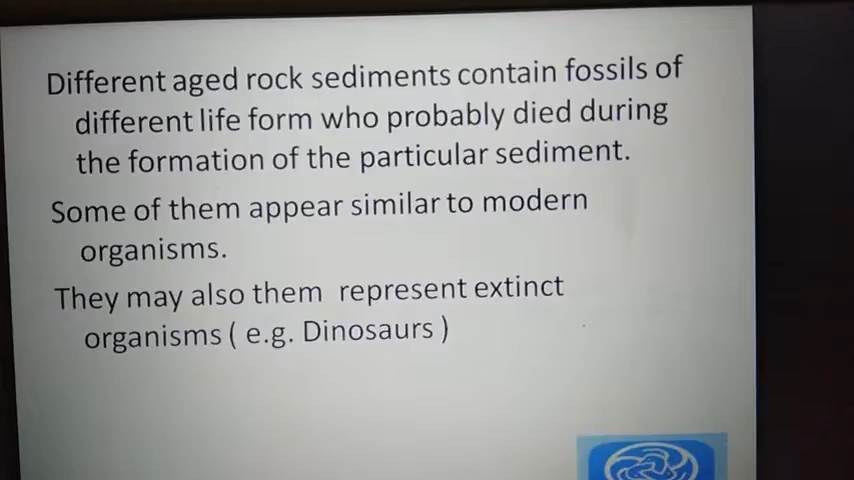 Different aged rock sediments contain fossils of
different life form who probably died during
the formation of the particular sediment.
Some of them appear similar to modern
organisms.
They may also them represent extinct
organisms ( e.g. Dinosaurs )